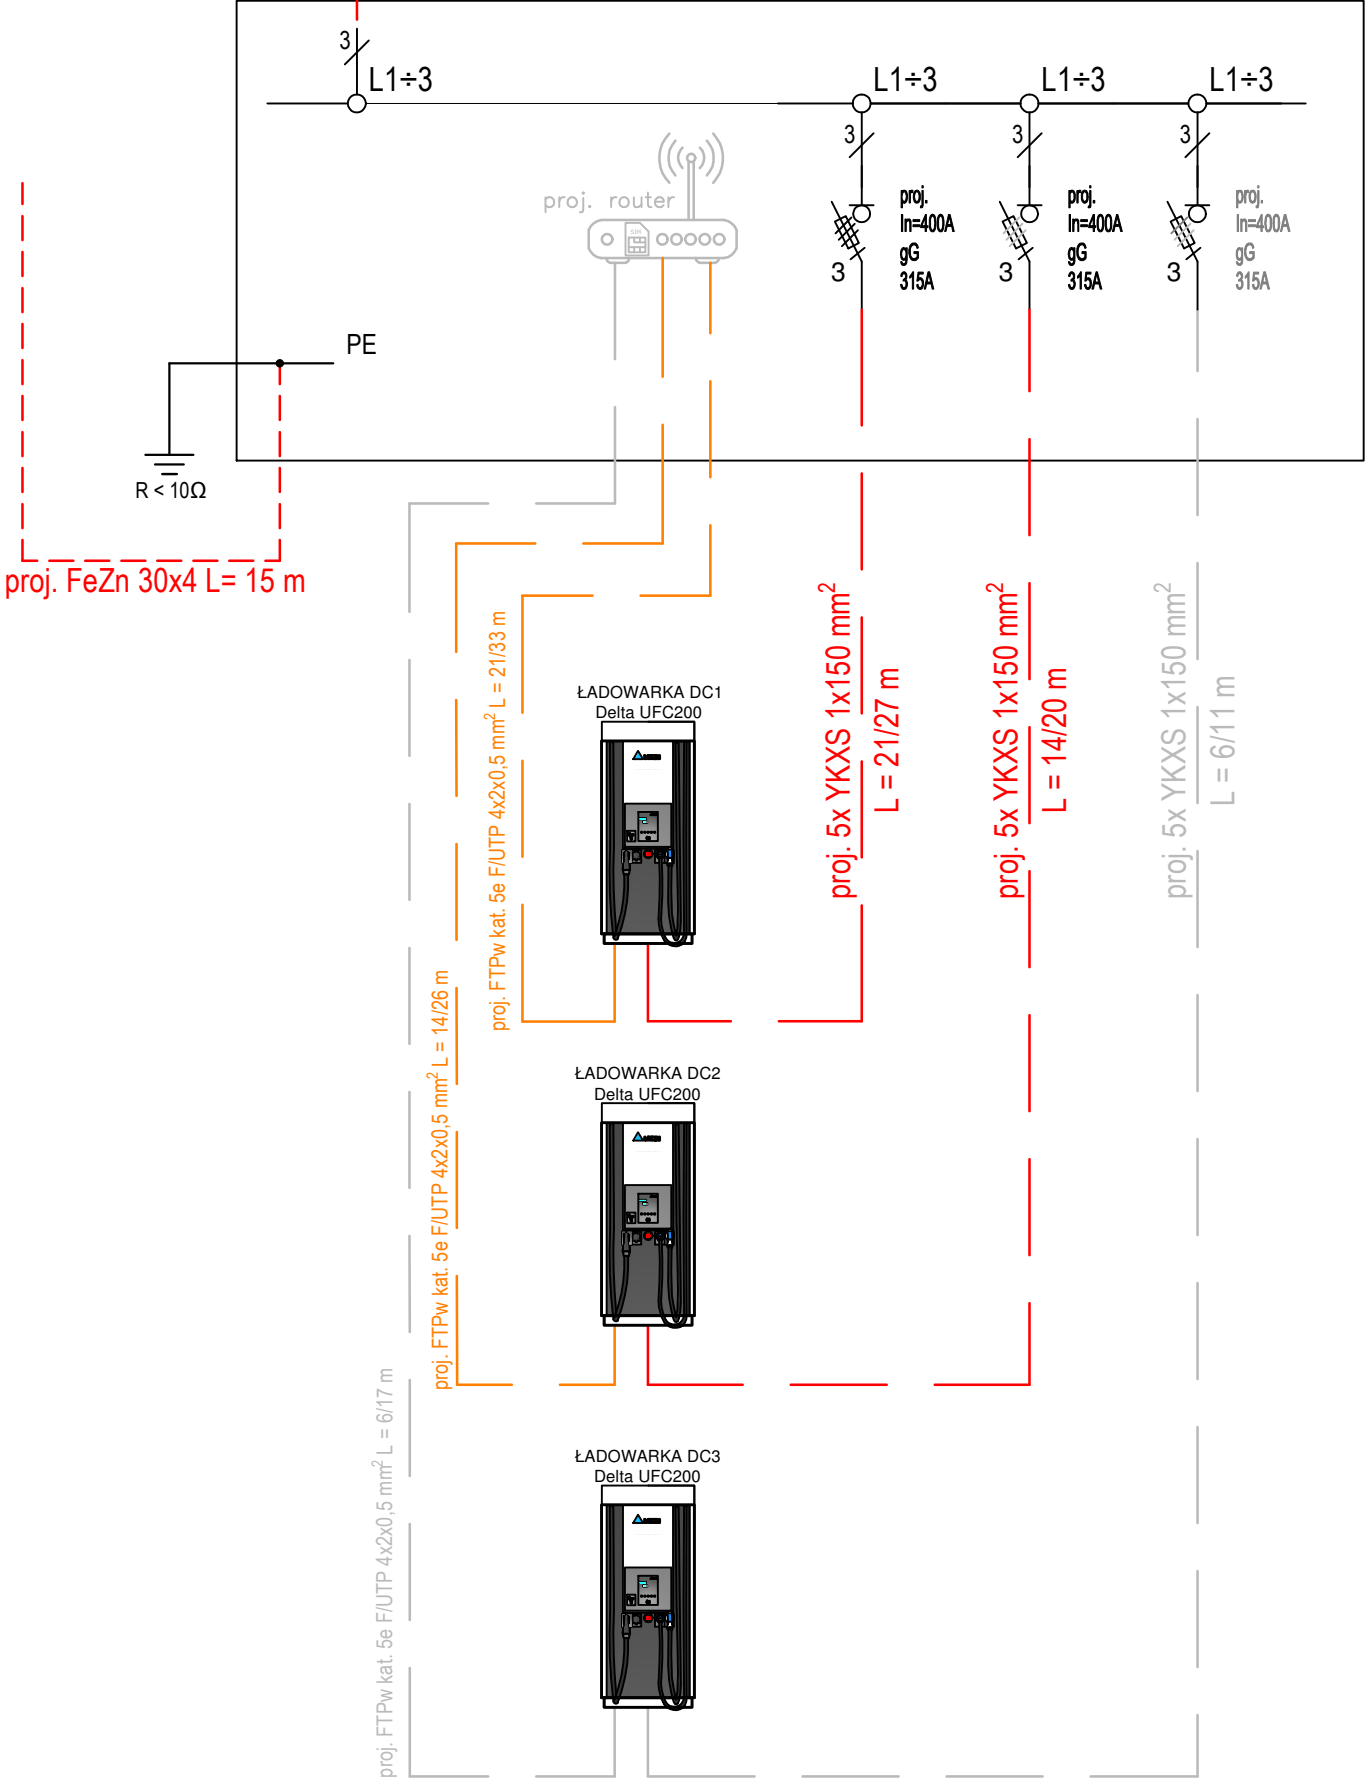 3
L1÷3
L1÷3
L1÷3
L1÷3
3
3
3
proj. router
SIM
proj.
In=400A
gG
315A
3
proj.
In=400A
gG
315A
3
proj.
In=400A
gG
315A
3
PE
R < 10Ω
proj. FeZn 30x4 L= 15 m
proj. 5x YKXS 1x150 mm²
L = 21/27 m
proj. 5x YKXS 1x150 mm²
L = 14/20 m
proj. 5x YKXS 1x150 mm²
L = 6/11 m
proj. FTPw kat. 5e F/UTP 4x2x0,5 mm² L = 21/33 m
proj. FTPw kat. 5e F/UTP 4x2x0,5 mm² L = 14/26 m
proj. FTPw kat. 5e F/UTP 4x2x0,5 mm² L = 6/17 m
ŁADOWARKA DC1
Delta UFC200
ŁADOWARKA DC2
Delta UFC200
ŁADOWARKA DC3
Delta UFC200